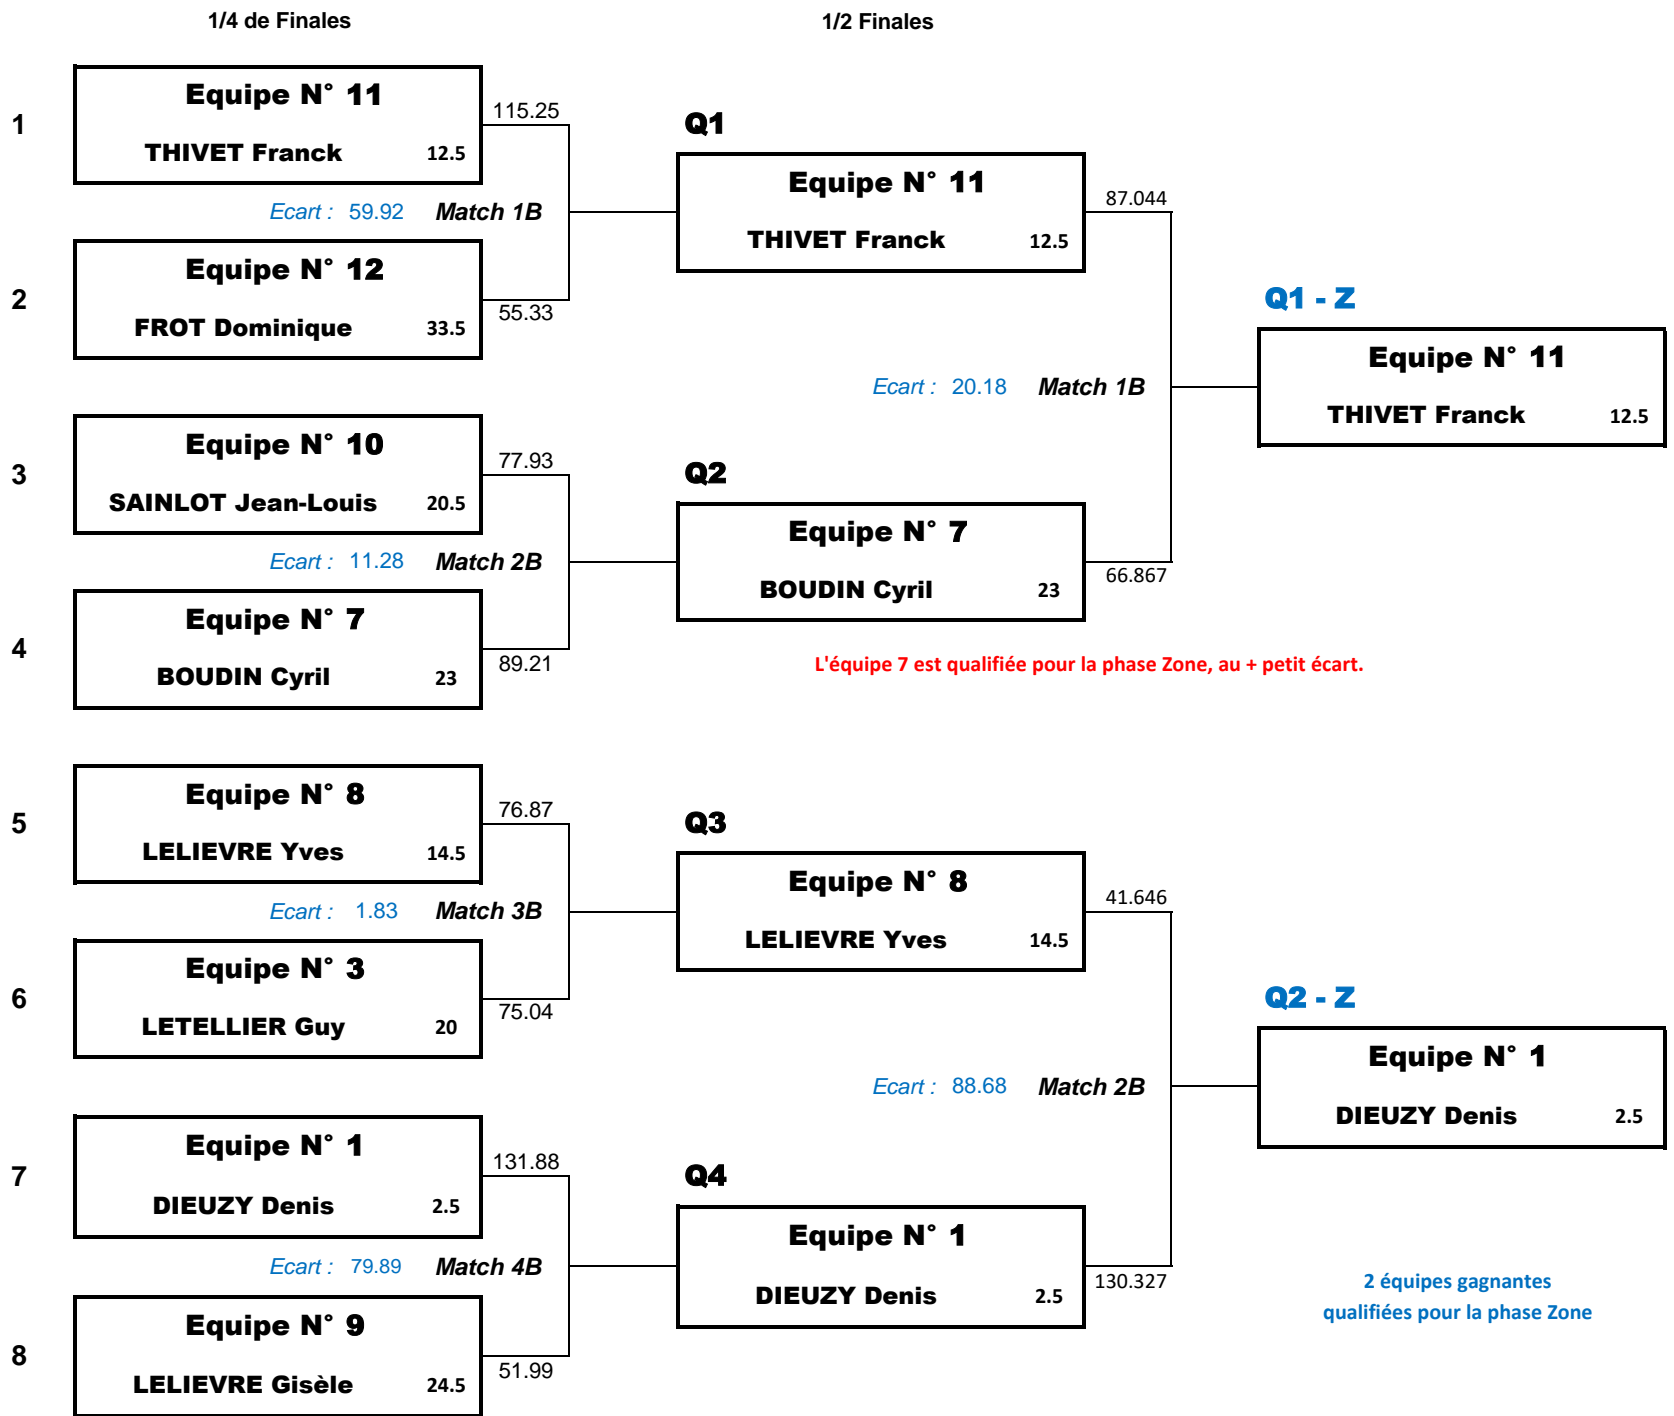 1/4 de Finales
1/2 Finales
1
Equipe N° 11
THIVET Franck 12.5
115.25
Ecart : 59.92 Match 1B
2
Equipe N° 12
FROT Dominique 33.5
55.33
3
Equipe N° 10
SAINLOT Jean-Louis 20.5
77.93
Ecart : 11.28 Match 2B
4
Equipe N° 7
BOUDIN Cyril 23
89.21
5
Equipe N° 8
LELIEVRE Yves 14.5
76.87
Ecart : 1.83 Match 3B
6
Equipe N° 3
LETELLIER Guy 20
75.04
7
Equipe N° 1
DIEUZY Denis 2.5
131.88
Ecart : 79.89 Match 4B
8
Equipe N° 9
LELIEVRE Gisèle 24.5
51.99
Q1
Equipe N° 11
THIVET Franck 12.5
87.044
Ecart : 20.18 Match 1B
Q2
Equipe N° 7
BOUDIN Cyril 23
66.867
L'équipe 7 est qualifiée pour la phase Zone, au + petit écart.
Q3
Equipe N° 8
LELIEVRE Yves 14.5
41.646
Ecart : 88.68 Match 2B
Q4
Equipe N° 1
DIEUZY Denis 2.5
130.327
Q1 - Z
Equipe N° 11
THIVET Franck 12.5
Q2 - Z
Equipe N° 1
DIEUZY Denis 2.5
2 équipes gagnantes
qualifiées pour la phase Zone